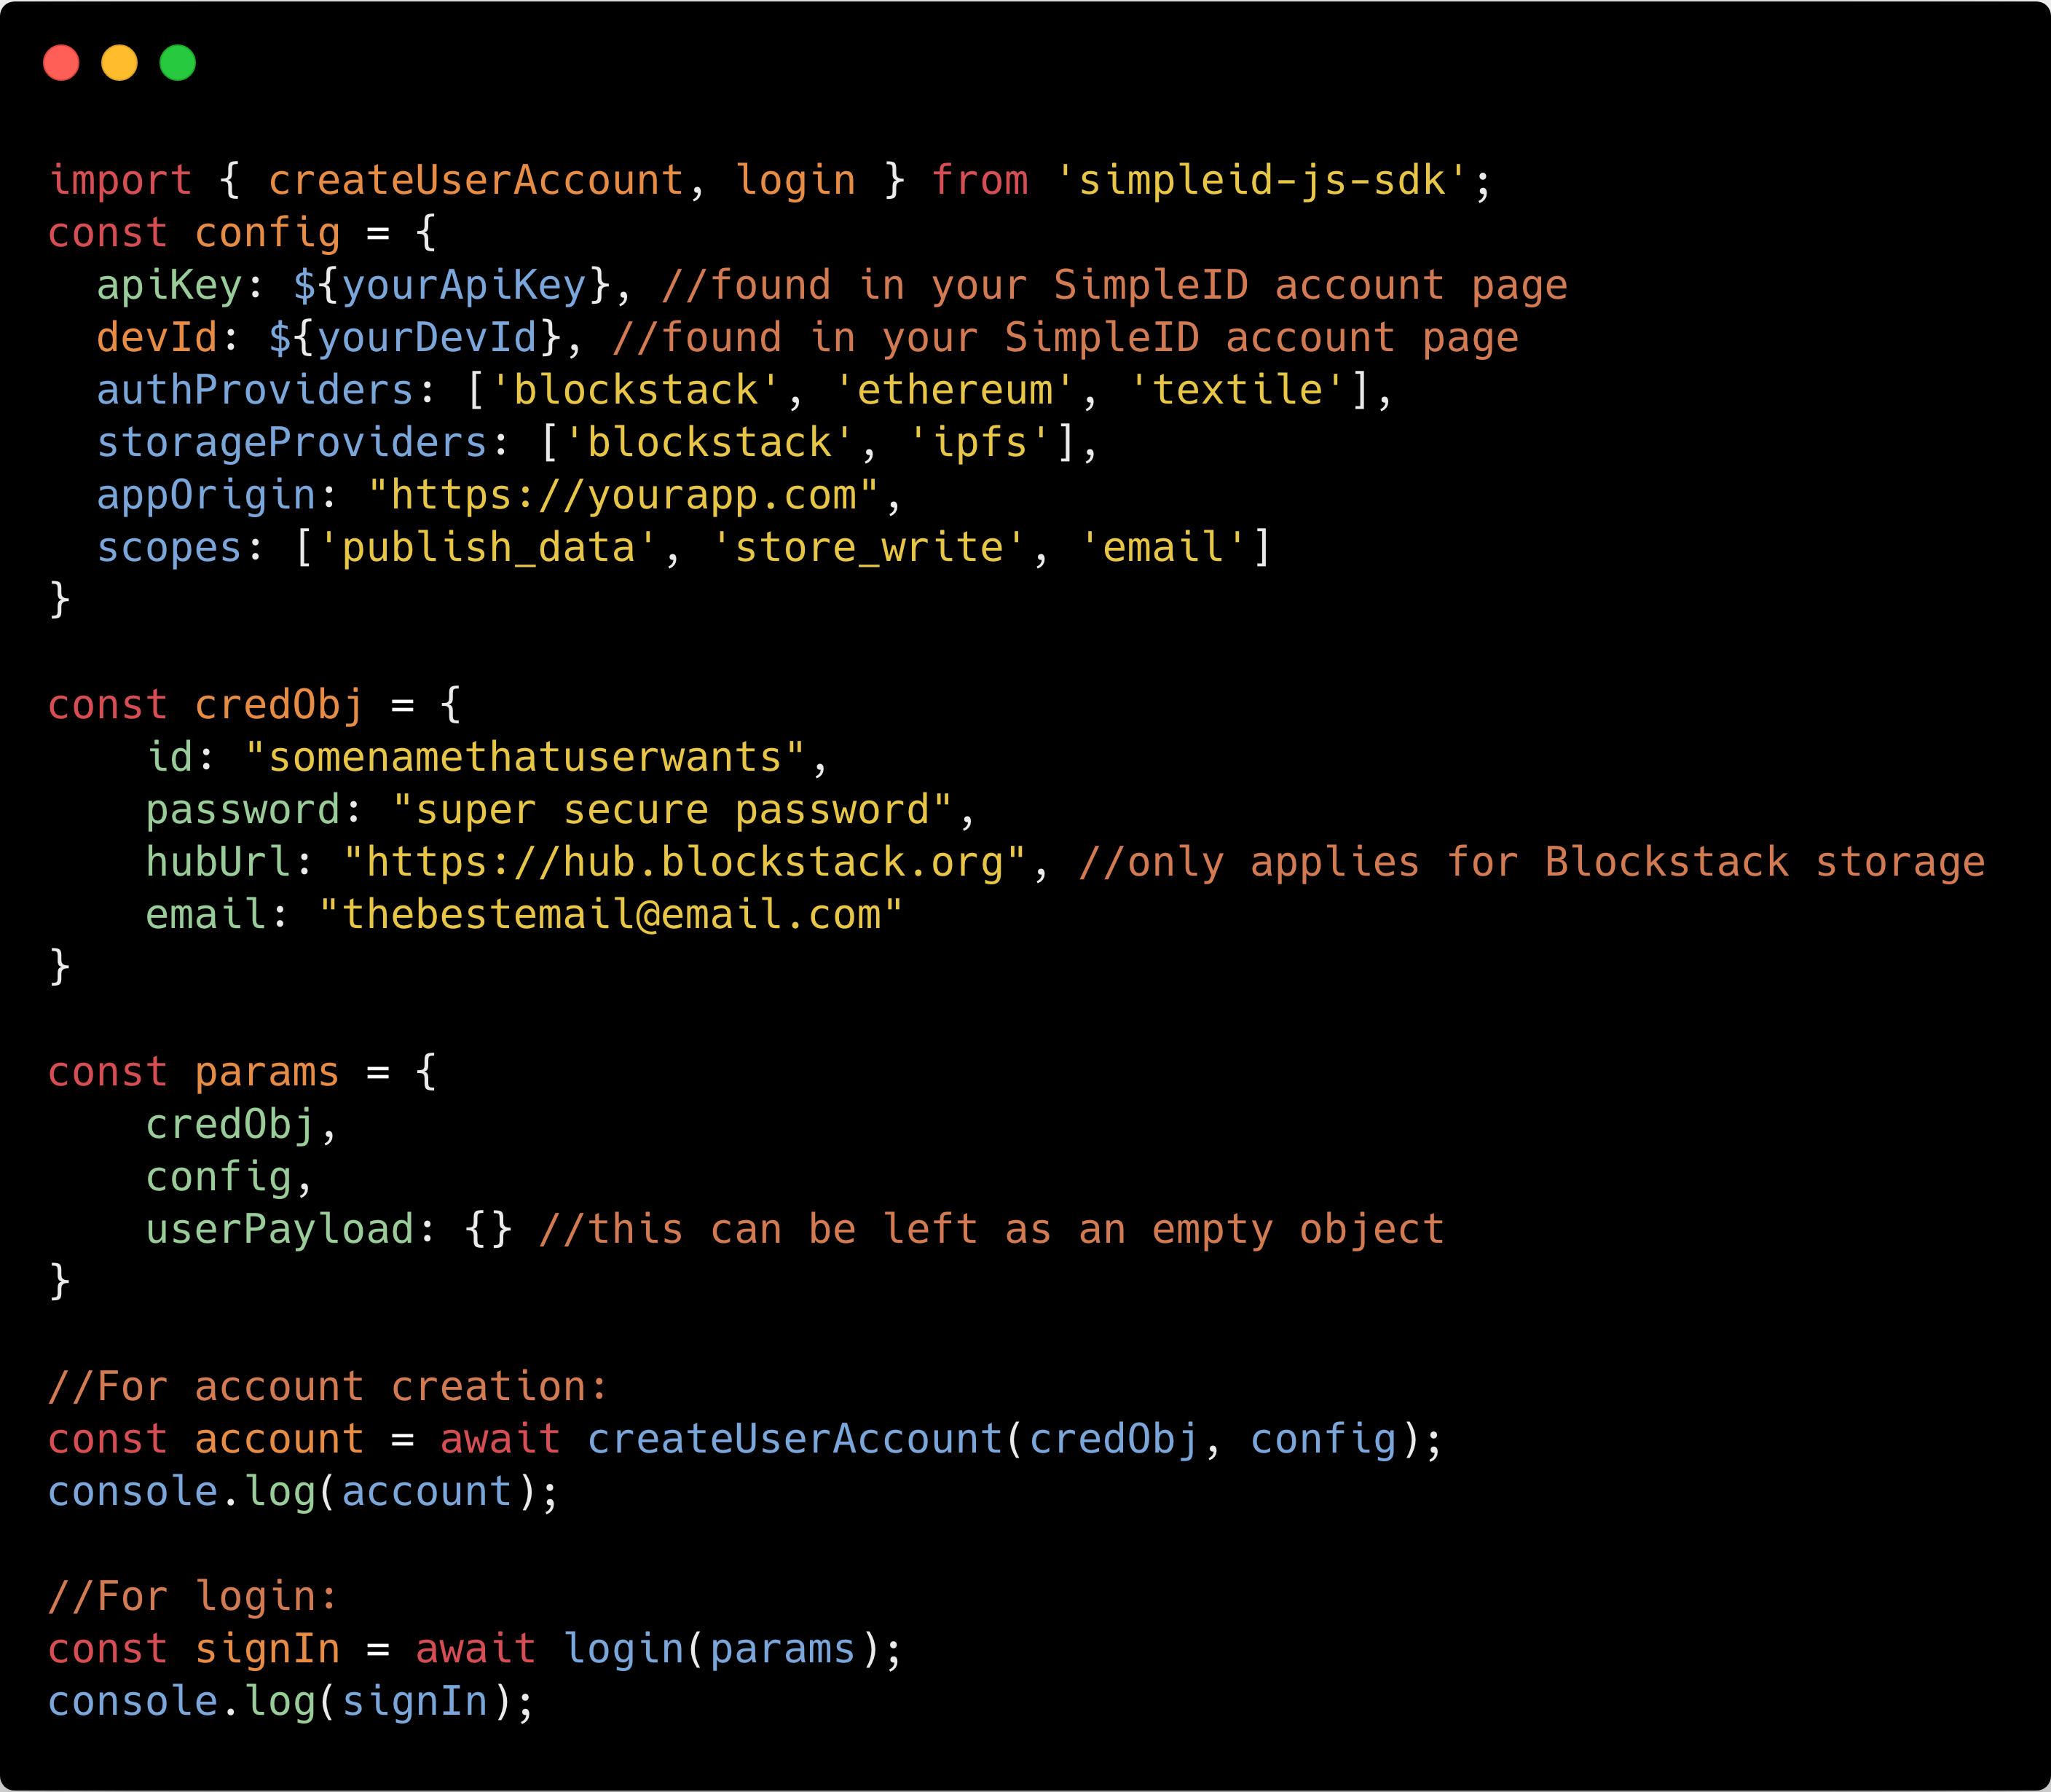 import { createUserAccount, login } from 'simpleid-js-sdk';
const config = {
  apiKey: ${yourApiKey}, //found in your SimpleID account page
  devId: ${yourDevId}, //found in your SimpleID account page
  authProviders: ['blockstack', 'ethereum', 'textile'],
  storageProviders: ['blockstack', 'ipfs'],
  appOrigin: "https://yourapp.com",
  scopes: ['publish_data', 'store_write', 'email']
}

const credObj = {
    id: "somenamethatuserwants",
    password: "super secure password",
    hubUrl: "https://hub.blockstack.org", //only applies for Blockstack storage
    email: "thebestemail@email.com"
}

const params = {
    credObj,
    config,
    userPayload: {} //this can be left as an empty object
}

//For account creation:
const account = await createUserAccount(credObj, config);
console.log(account);

//For login:
const signIn = await login(params);
console.log(signIn);